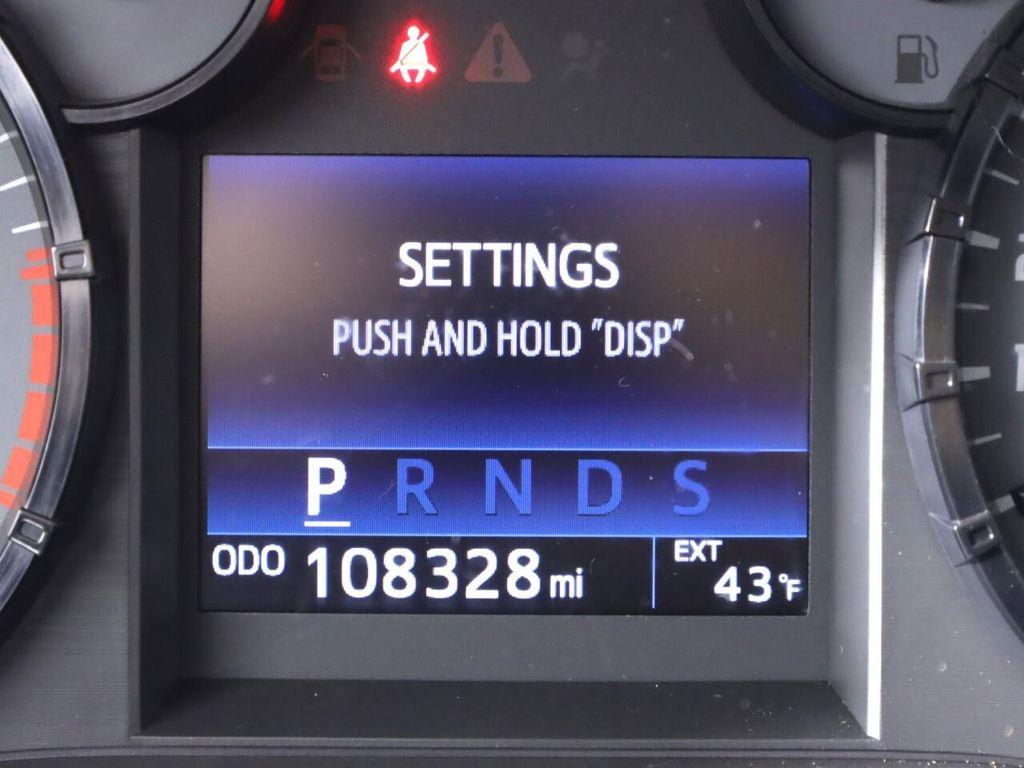 SETTINGS
PUSH AND HOLD "DISP"
P R N D S
ODO 108328 mi
EXT 43°F